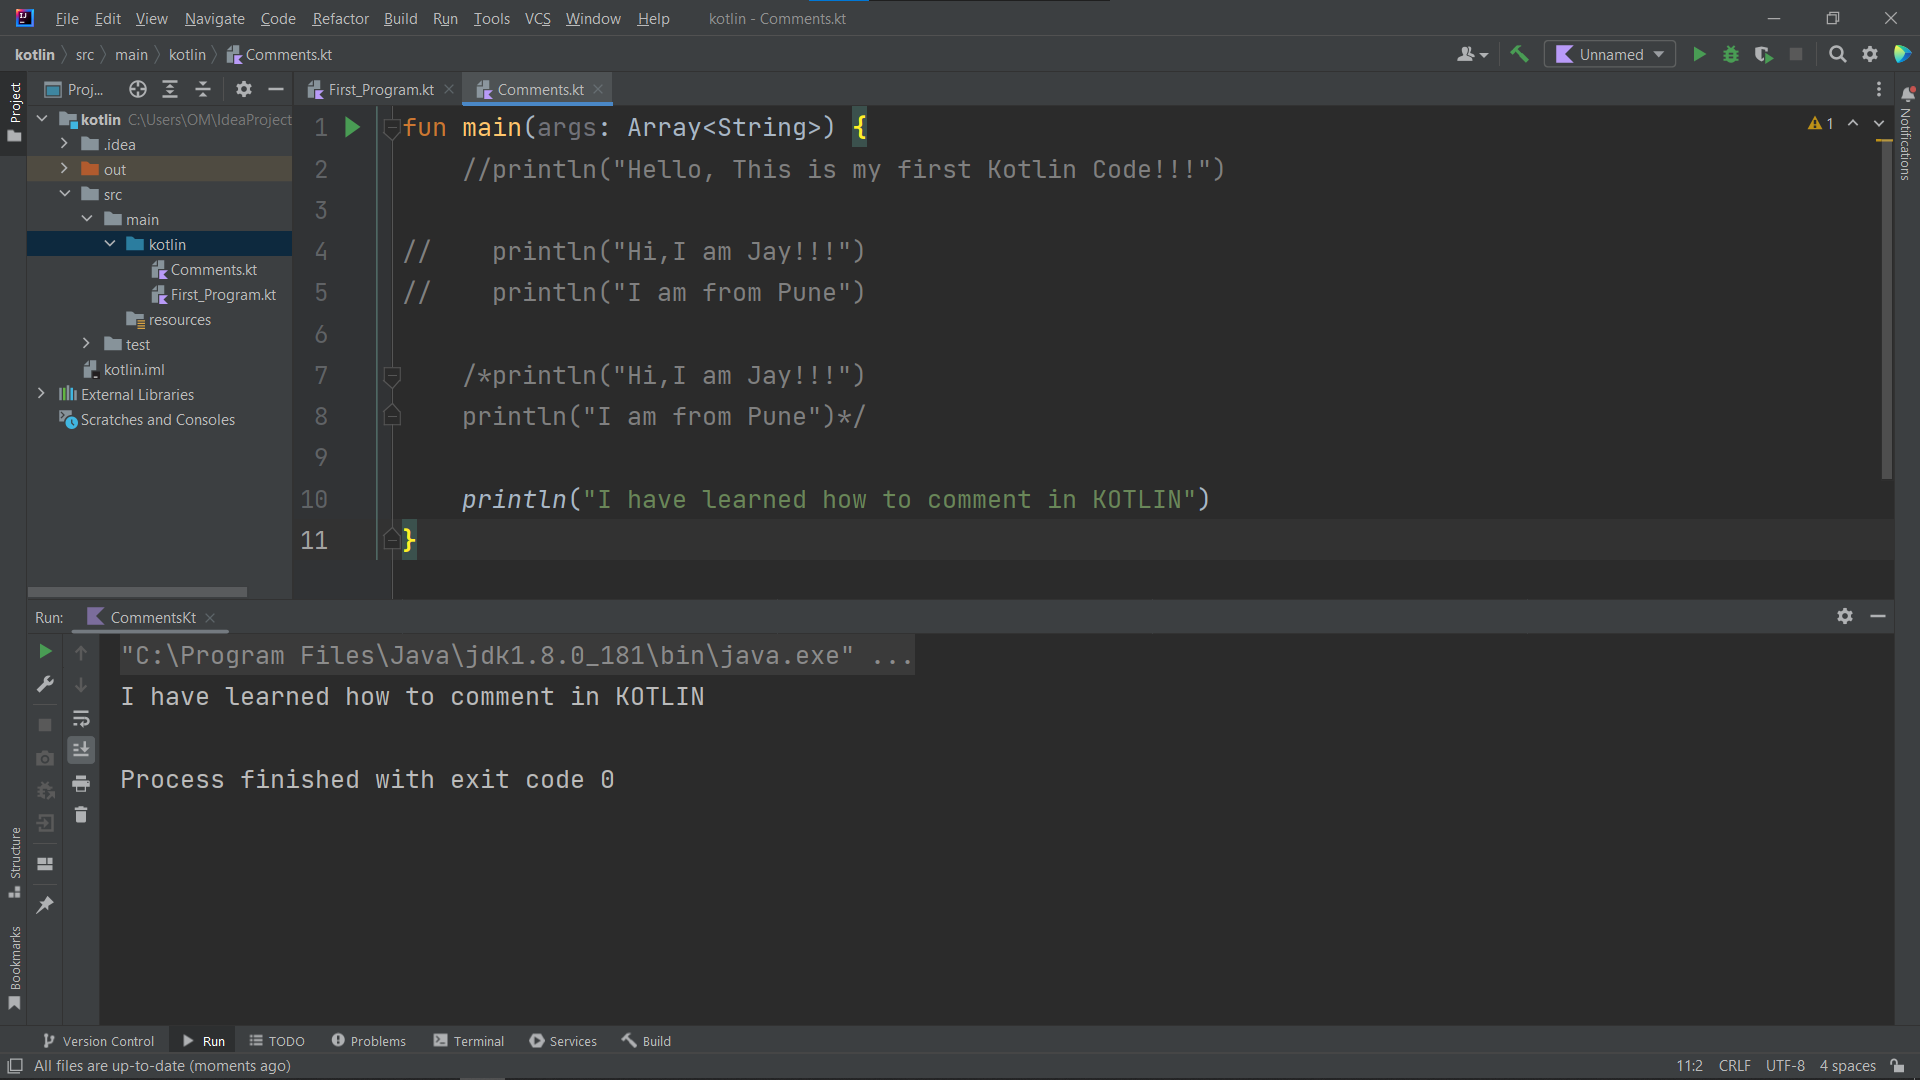 File Edit View Navigate Code Refactor Build Run Tools VCS Window Help kotlin - Comments.kt
kotlin src main kotlin Comments.kt
Unnamed
Project
Proj...
First_Program.kt
Comments.kt
Notifications
kotlin C:\Users\OM\IdeaProject
.idea
out
src
main
kotlin
Comments.kt
First_Program.kt
resources
test
kotlin.iml
External Libraries
Scratches and Consoles
1 fun main(args: Array<String>) {
1
2 //println("Hello, This is my first Kotlin Code!!!")
3
4 // println("Hi,I am Jay!!!")
5 // println("I am from Pune")
6
7 /*println("Hi,I am Jay!!!")
8 println("I am from Pune")*/
9
10 println("I have learned how to comment in KOTLIN")
11 }
Run: CommentsKt
"C:\Program Files\Java\jdk1.8.0_181\bin\java.exe" ...
I have learned how to comment in KOTLIN
Process finished with exit code 0
Structure
Bookmarks
Version Control Run TODO Problems Terminal Services Build
All files are up-to-date (moments ago)
11:2 CRLF UTF-8 4 spaces